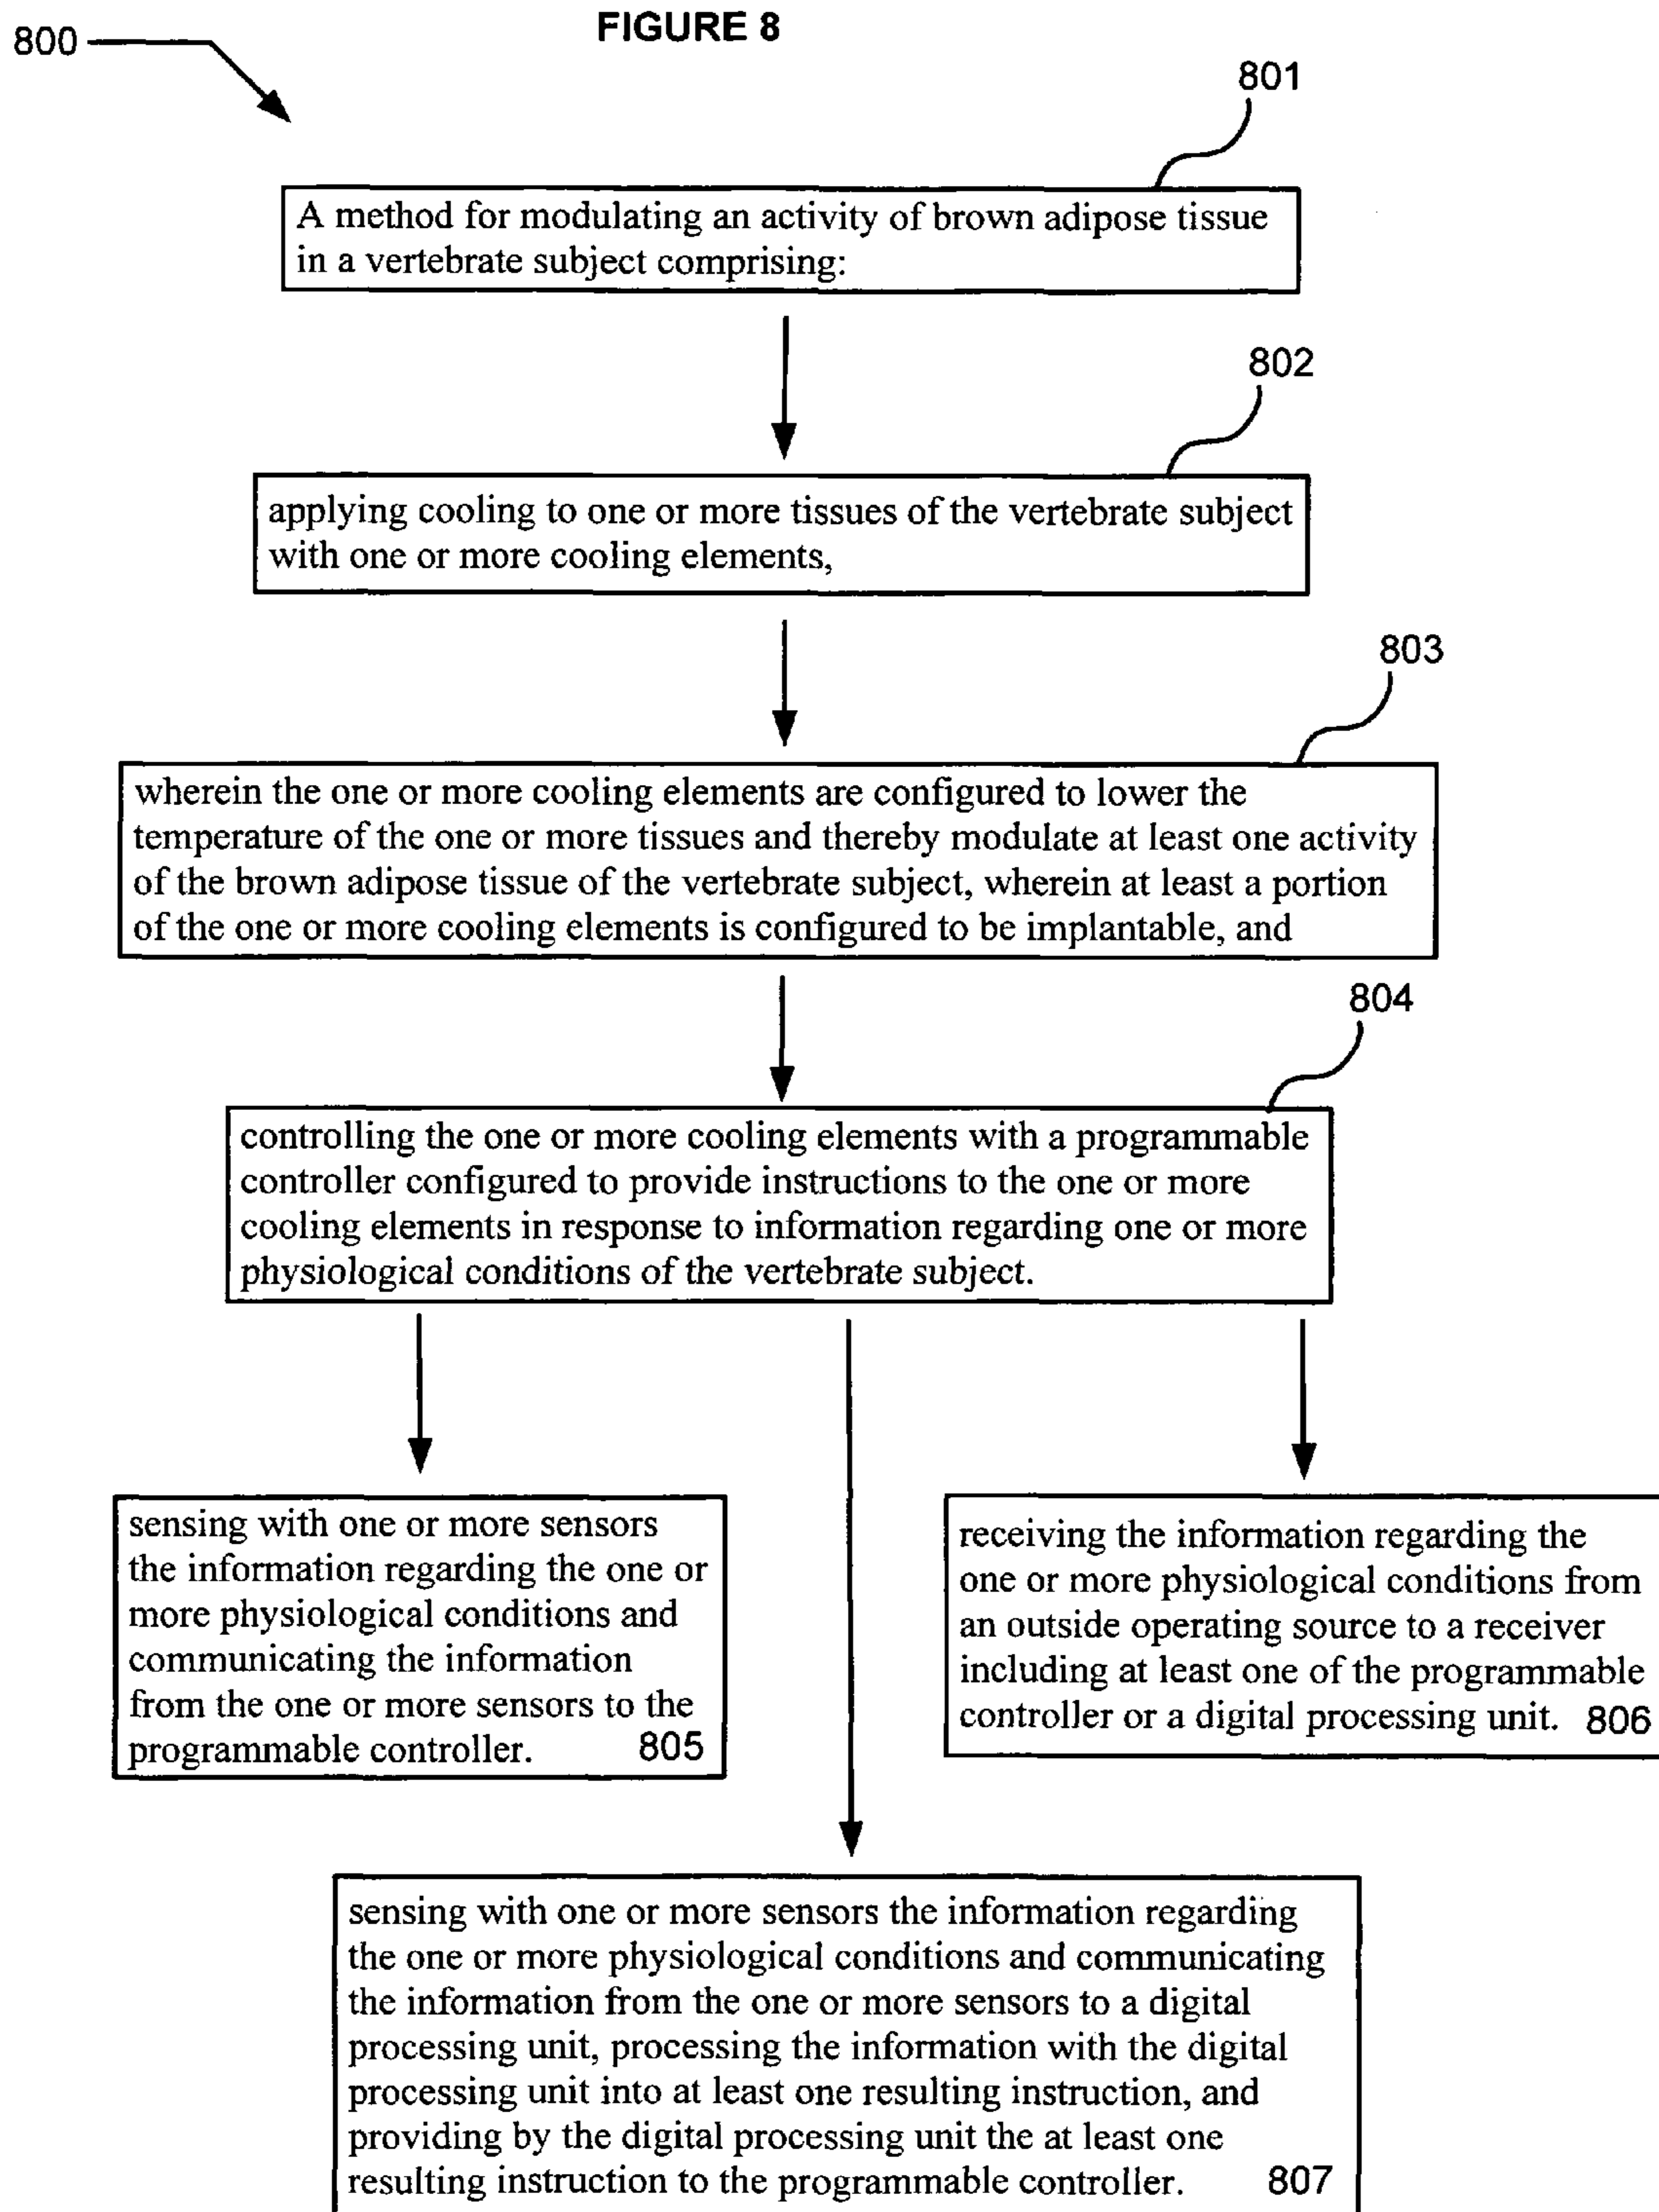 FIGURE 8
800
801
A method for modulating an activity of brown adipose tissue
in a vertebrate subject comprising:
802
applying cooling to one or more tissues of the vertebrate subject
with one or more cooling elements,
803
wherein the one or more cooling elements are configured to lower the
temperature of the one or more tissues and thereby modulate at least one activity
of the brown adipose tissue of the vertebrate subject, wherein at least a portion
of the one or more cooling elements is configured to be implantable, and
804
controlling the one or more cooling elements with a programmable
controller configured to provide instructions to the one or more
cooling elements in response to information regarding one or more
physiological conditions of the vertebrate subject.
sensing with one or more sensors
the information regarding the one or
more physiological conditions and
communicating the information
from the one or more sensors to the
programmable controller. 805
receiving the information regarding the
one or more physiological conditions from
an outside operating source to a receiver
including at least one of the programmable
controller or a digital processing unit. 806
sensing with one or more sensors the information regarding
the one or more physiological conditions and communicating
the information from the one or more sensors to a digital
processing unit, processing the information with the digital
processing unit into at least one resulting instruction, and
providing by the digital processing unit the at least one
resulting instruction to the programmable controller. 807